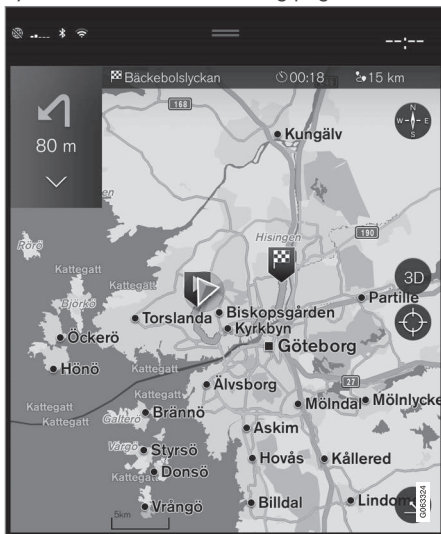 --:--
Bäckebolslyckan 00:18 15 km
80 m
168
Kungälv
N
W E
S
Rörö
Hisingen
190
Kattegatt
Kattegatt
3D
Björkö
Partille
Torslanda
Biskopsgården
Kyrkbyn
Öckerö
Göteborg
Hönö
Kattegatt
Kattegatt
27
Älvsborg
Mölndal
Mölnlycke
Kattegatt
Brännö
Kattegatt
Galterö
Askim
Vargö
Styrsö
Hovås
Kållered
Donsö
Vrångö
Billdal
5km
G063324